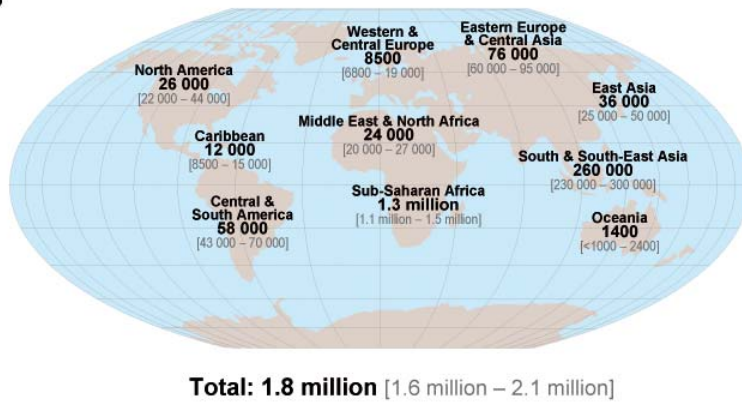 Western &
Central Europe
8500
[6800 – 19 000]
Eastern Europe
& Central Asia
76 000
[60 000 – 95 000]
North America
26 000
[22 000 – 44 000]
East Asia
36 000
[25 000 – 50 000]
Middle East & North Africa
24 000
[20 000 – 27 000]
Caribbean
12 000
[8500 – 15 000]
South & South-East Asia
260 000
[230 000 – 300 000]
Sub-Saharan Africa
1.3 million
[1.1 million – 1.5 million]
Central &
South America
58 000
[43 000 – 70 000]
Oceania
1400
[<1000 – 2400]
Total: 1.8 million [1.6 million – 2.1 million]